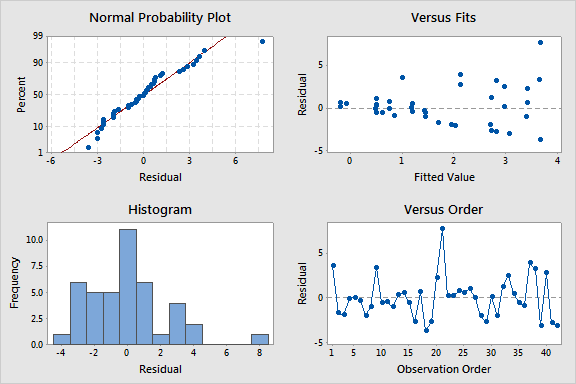 Normal Probability Plot
Percent
99
90
50
10
1
-6 -3 0 3 6
Residual
Versus Fits
Residual
5
0
-5
0 1 2 3 4
Fitted Value
Histogram
Frequency
10.0
7.5
5.0
2.5
0.0
-4 -2 0 2 4 6 8
Residual
Versus Order
Residual
5
0
-5
1 5 10 15 20 25 30 35 40
Observation Order